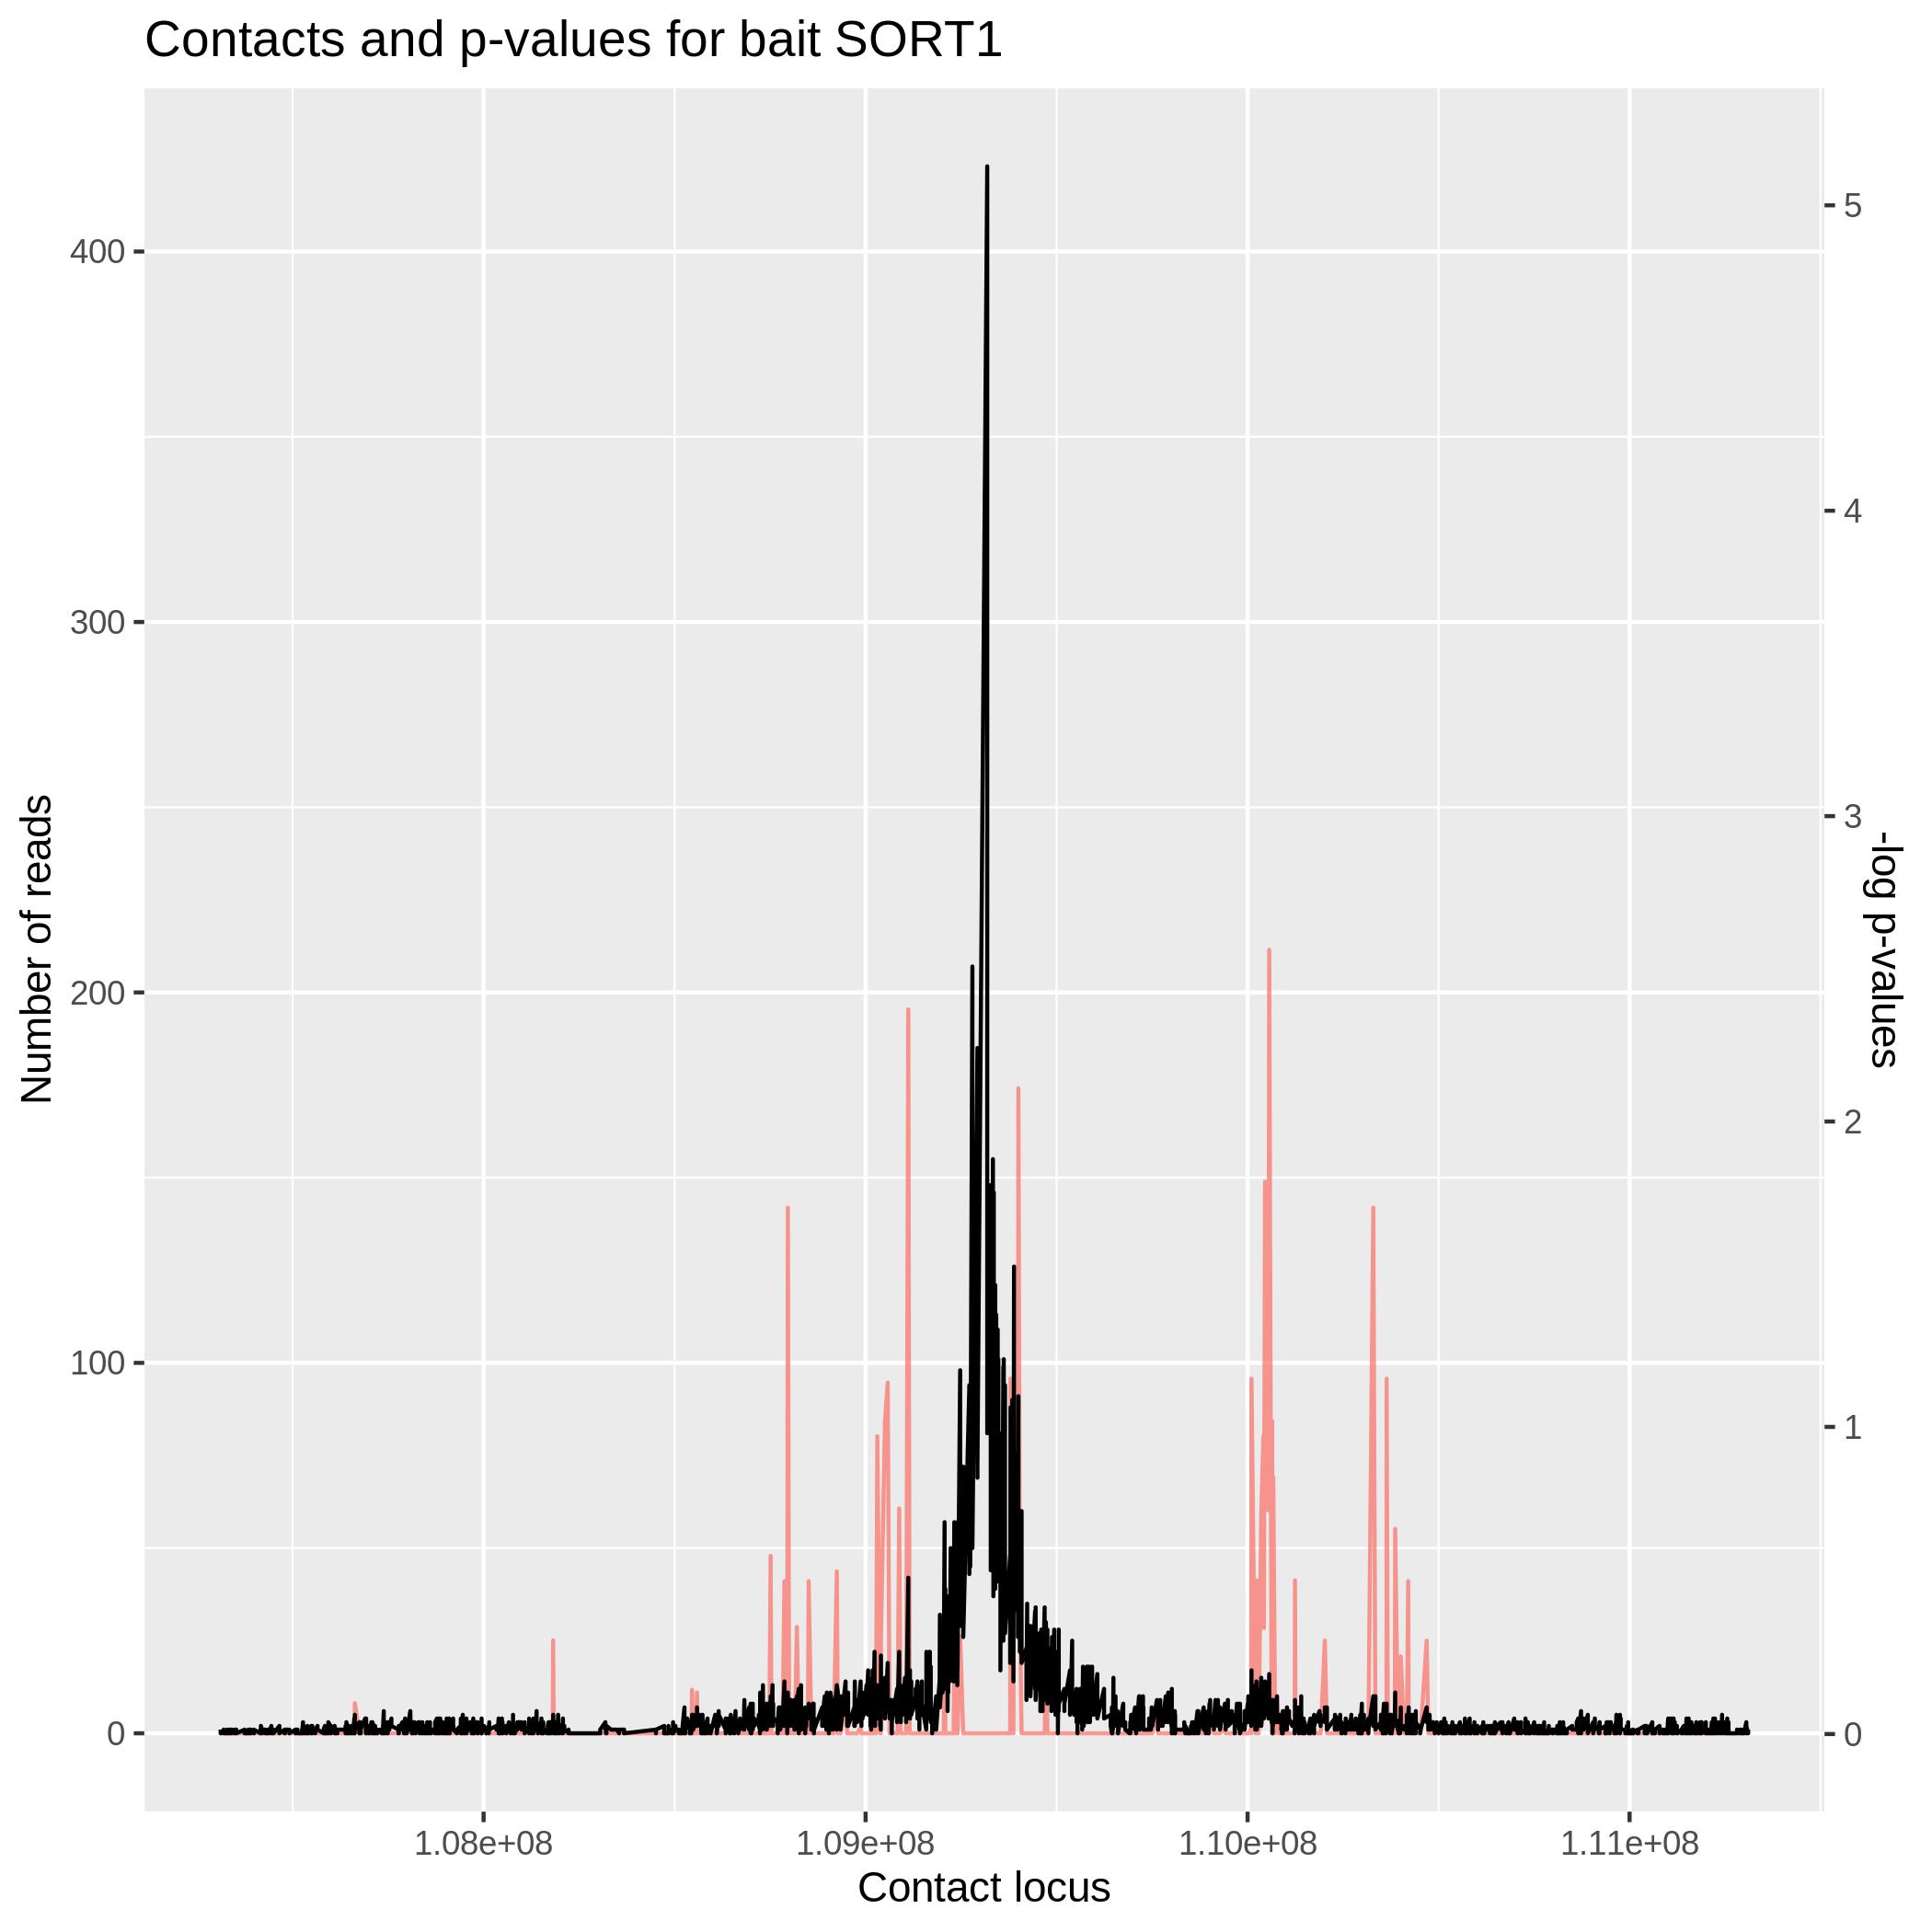 Contacts and p-values for bait SORT1
Number of reads
400
300
200
100
0
5
4
3
2
1
0
-log p-values
1.08e+08
1.09e+08
1.10e+08
1.11e+08
Contact locus